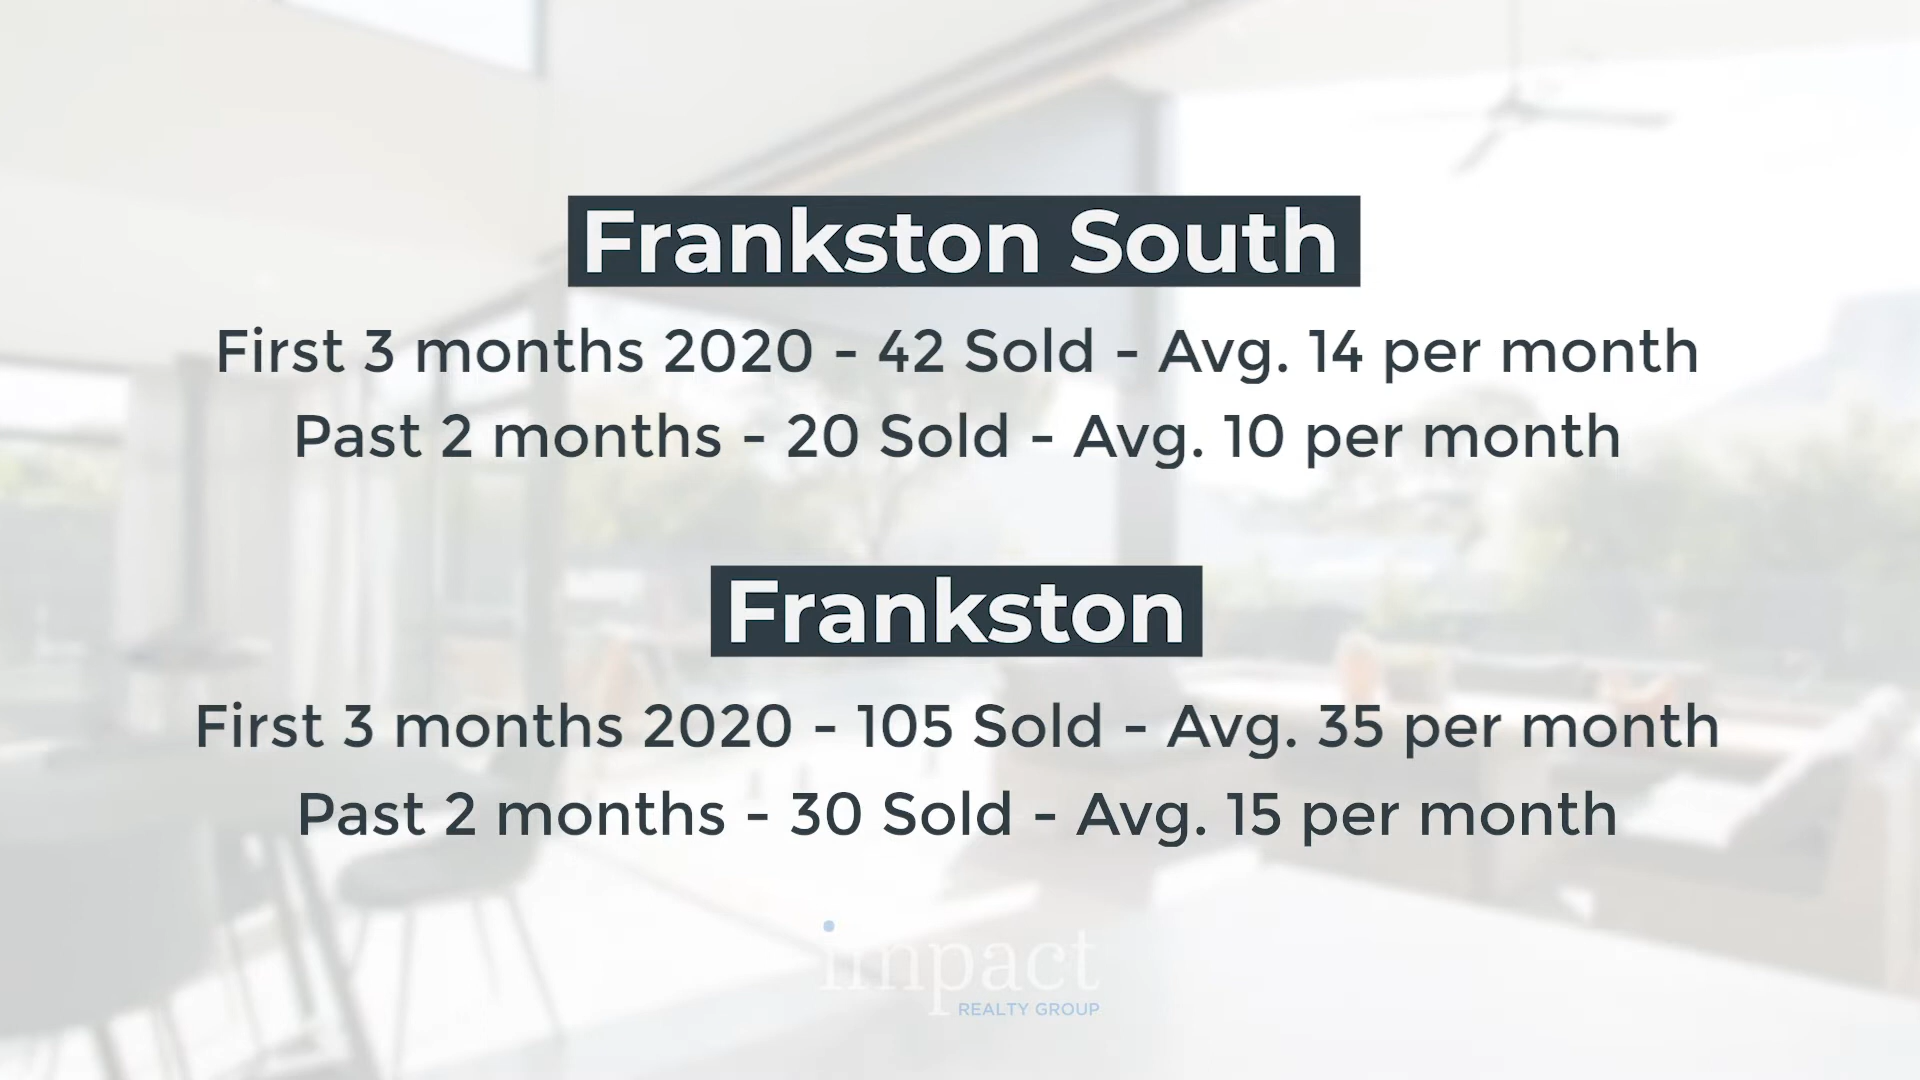 Frankston South
First 3 months 2020 - 42 Sold - Avg. 14 per month
Past 2 months - 20 Sold - Avg. 10 per month
Frankston
First 3 months 2020 - 105 Sold - Avg. 35 per month
Past 2 months - 30 Sold - Avg. 15 per month
impact
REALTY GROUP